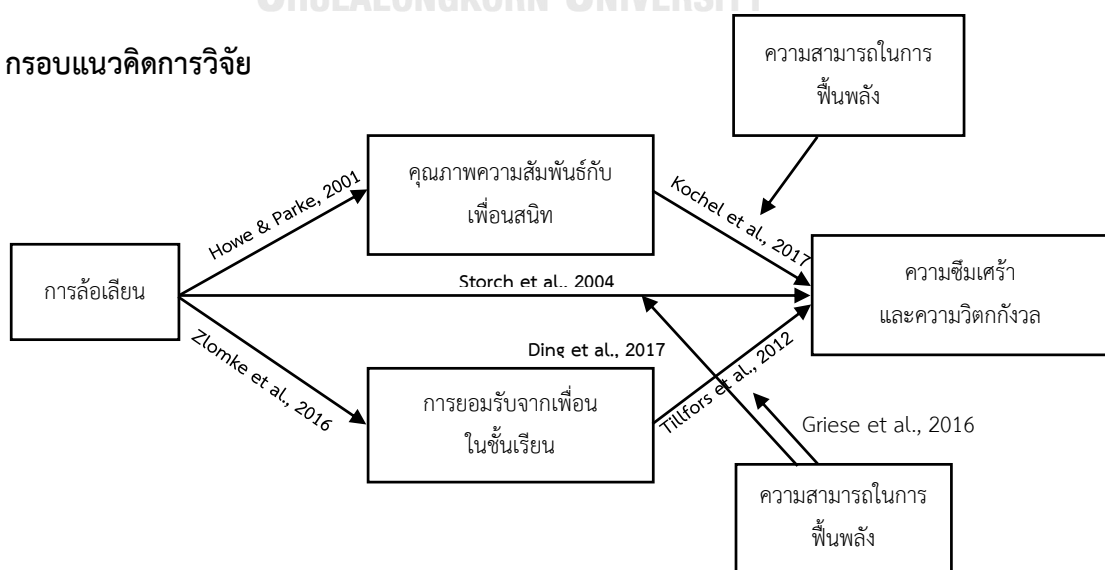 CHULALONGKORN UNIVERSITY
กรอบแนวคิดการวิจัย
ความสามารถในการ
ฟื้นพลัง
คุณภาพความสัมพันธ์กับ
เพื่อนสนิท
Howe & Parke, 2001
Kochel et al., 2017
การล้อเลียน
Storch et al., 2004
ความซึมเศร้า
และความวิตกกังวล
Zlomke et al., 2016
Ding et al., 2017
Tillfors et al., 2012
การยอมรับจากเพื่อน
ในชั้นเรียน
Griese et al., 2016
ความสามารถในการ
ฟื้นพลัง